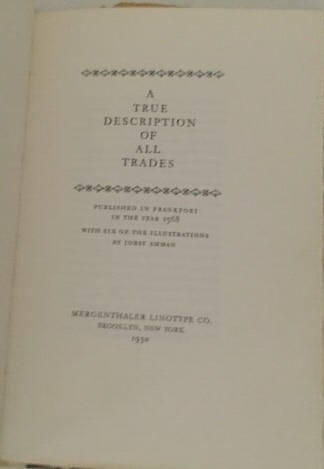 A
TRUE
DESCRIPTION
OF
ALL
TRADES
PUBLISHED IN FRANKFORT
IN THE YEAR 1568
WITH SIX OF THE ILLUSTRATIONS
BY JOBST AMMAN
MERGENTHALER LINOTYPE CO.
BROOKLYN, NEW YORK
1930